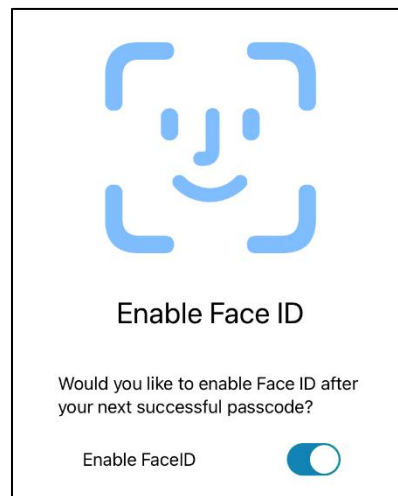 Enable Face ID
Would you like to enable Face ID after
your next successful passcode?
Enable FaceID